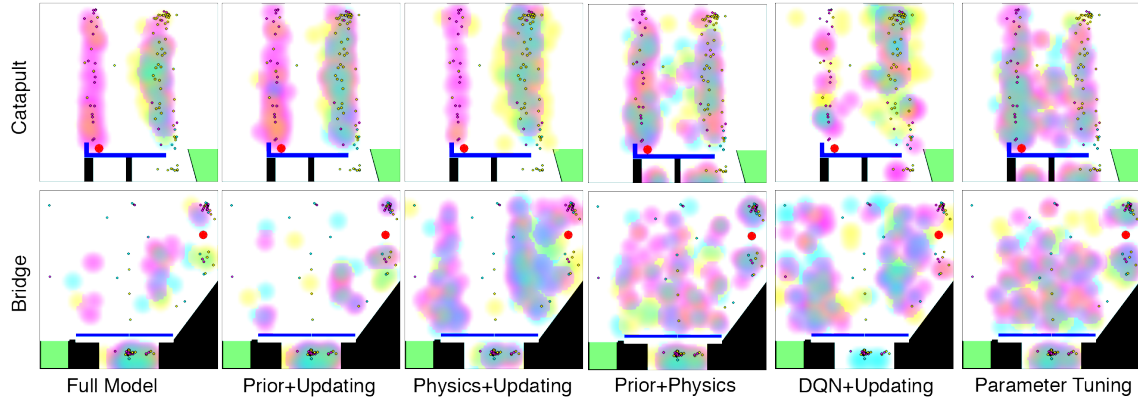 Catapult
Bridge
Full Model
Prior+Updating
Physics+Updating
Prior+Physics
DQN+Updating
Parameter Tuning